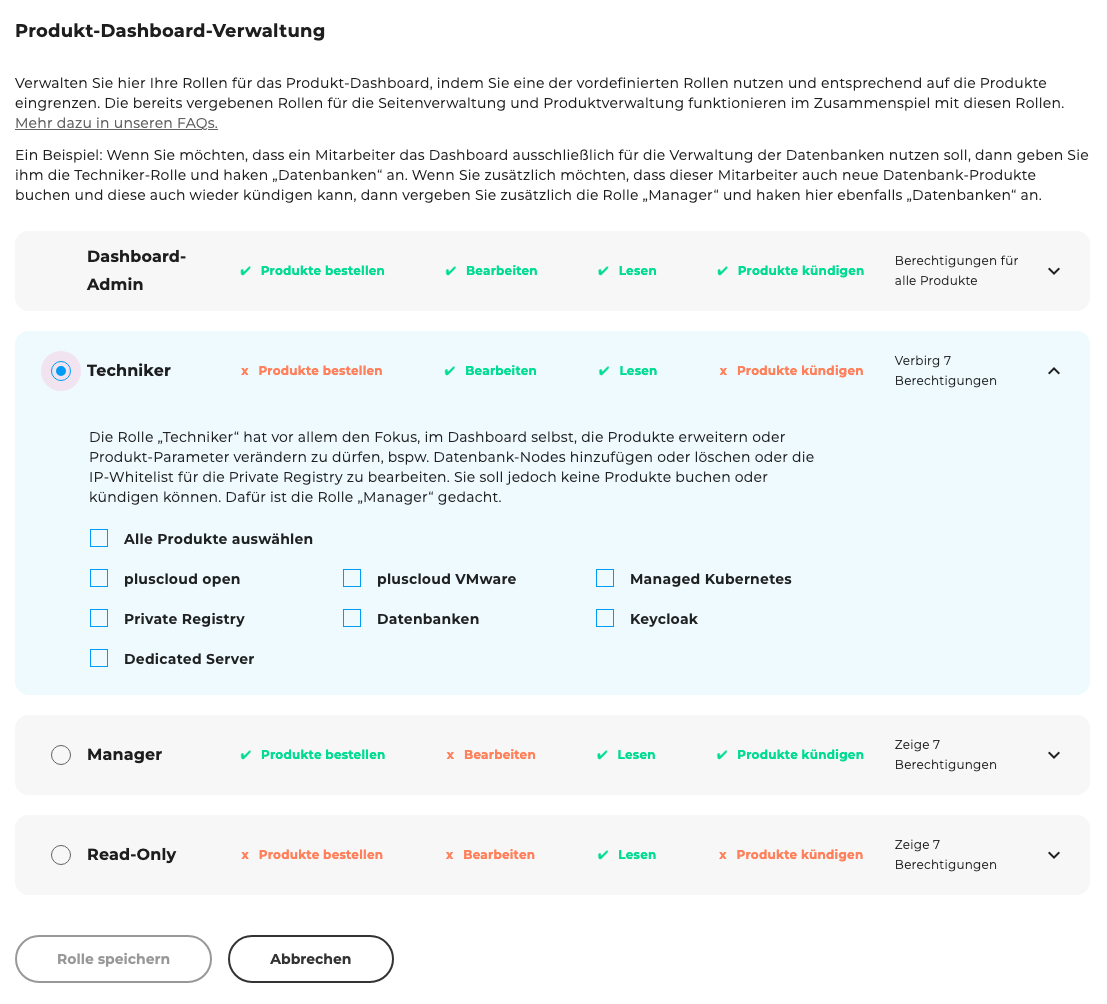 Produkt-Dashboard-Verwaltung
Verwalten Sie hier Ihre Rollen für das Produkt-Dashboard, indem Sie eine der vordefinierten Rollen nutzen und entsprechend auf die Produkte
eingrenzen. Die bereits vergebenen Rollen für die Seitenverwaltung und Produktverwaltung funktionieren im Zusammenspiel mit diesen Rollen.
Mehr dazu in unseren FAQs.
Ein Beispiel: Wenn Sie möchten, dass ein Mitarbeiter das Dashboard ausschließlich für die Verwaltung der Datenbanken nutzen soll, dann geben Sie
ihm die Techniker-Rolle und haken „Datenbanken“ an. Wenn Sie zusätzlich möchten, dass dieser Mitarbeiter auch neue Datenbank-Produkte
buchen und diese auch wieder kündigen kann, dann vergeben Sie zusätzlich die Rolle „Manager“ und haken hier ebenfalls „Datenbanken“ an.
Dashboard-
Admin
✔ Produkte bestellen ✔ Bearbeiten ✔ Lesen ✔ Produkte kündigen
Berechtigungen für
alle Produkte
Techniker x Produkte bestellen ✔ Bearbeiten ✔ Lesen x Produkte kündigen
Verbirg 7
Berechtigungen
Die Rolle „Techniker“ hat vor allem den Fokus, im Dashboard selbst, die Produkte erweitern oder
Produkt-Parameter verändern zu dürfen, bspw. Datenbank-Nodes hinzufügen oder löschen oder die
IP-Whitelist für die Private Registry zu bearbeiten. Sie soll jedoch keine Produkte buchen oder
kündigen können. Dafür ist die Rolle „Manager“ gedacht.
Alle Produkte auswählen
pluscloud open pluscloud VMware Managed Kubernetes
Private Registry Datenbanken Keycloak
Dedicated Server
Manager ✔ Produkte bestellen x Bearbeiten ✔ Lesen ✔ Produkte kündigen
Zeige 7
Berechtigungen
Read-Only x Produkte bestellen x Bearbeiten ✔ Lesen x Produkte kündigen
Zeige 7
Berechtigungen
Rolle speichern Abbrechen